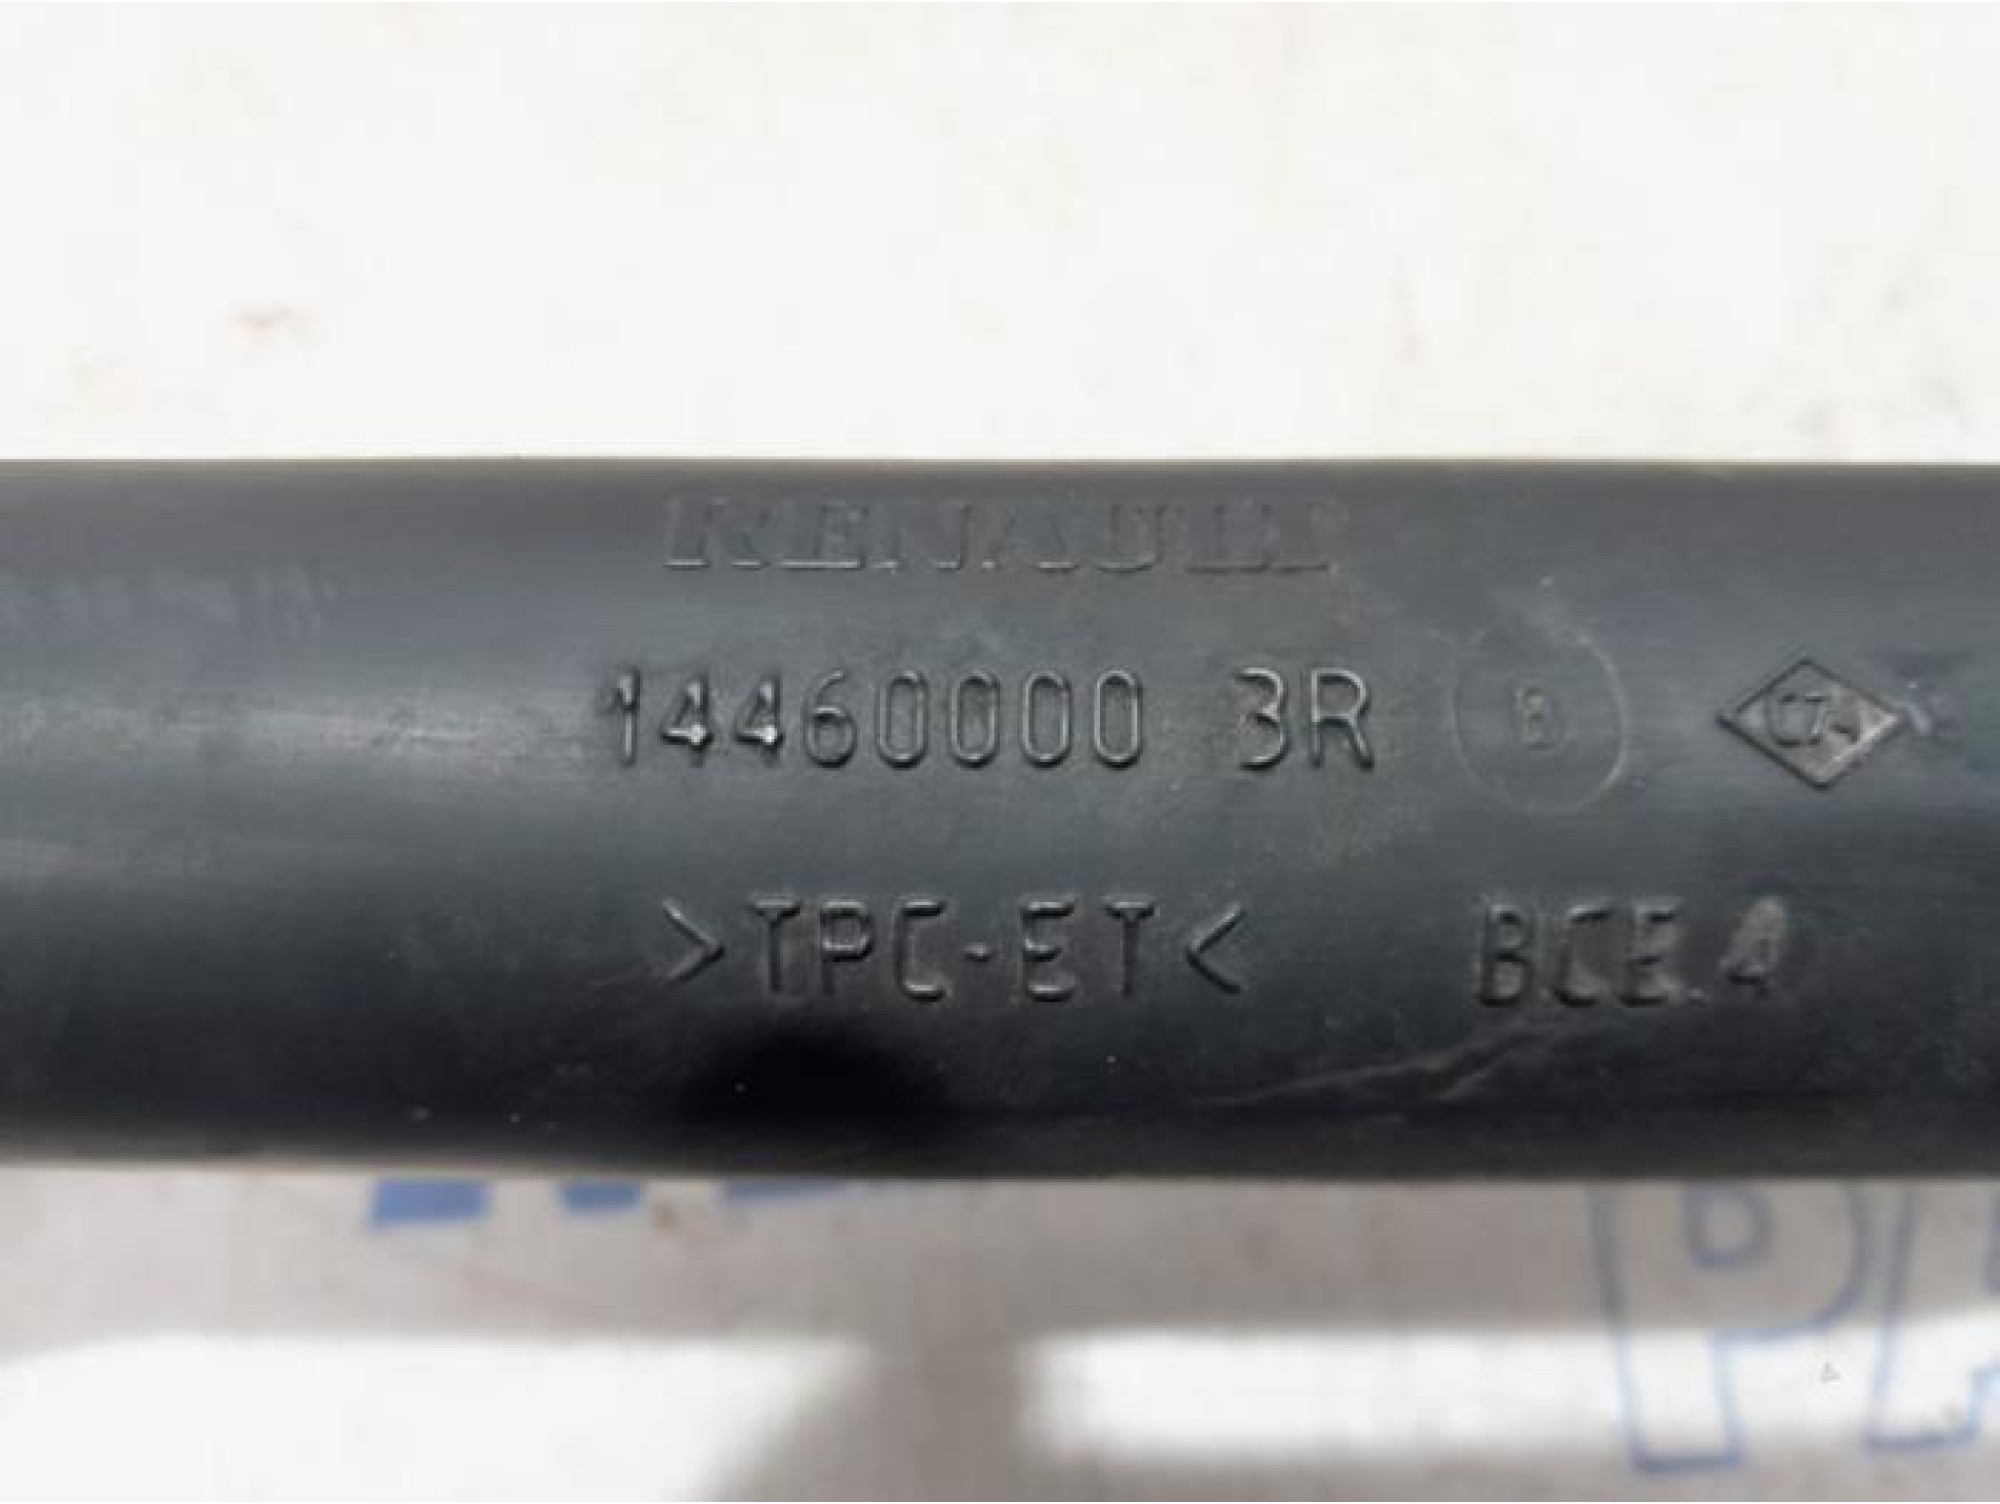 RENAULT
14460000 3R B
>TPC-ET< BCE.4